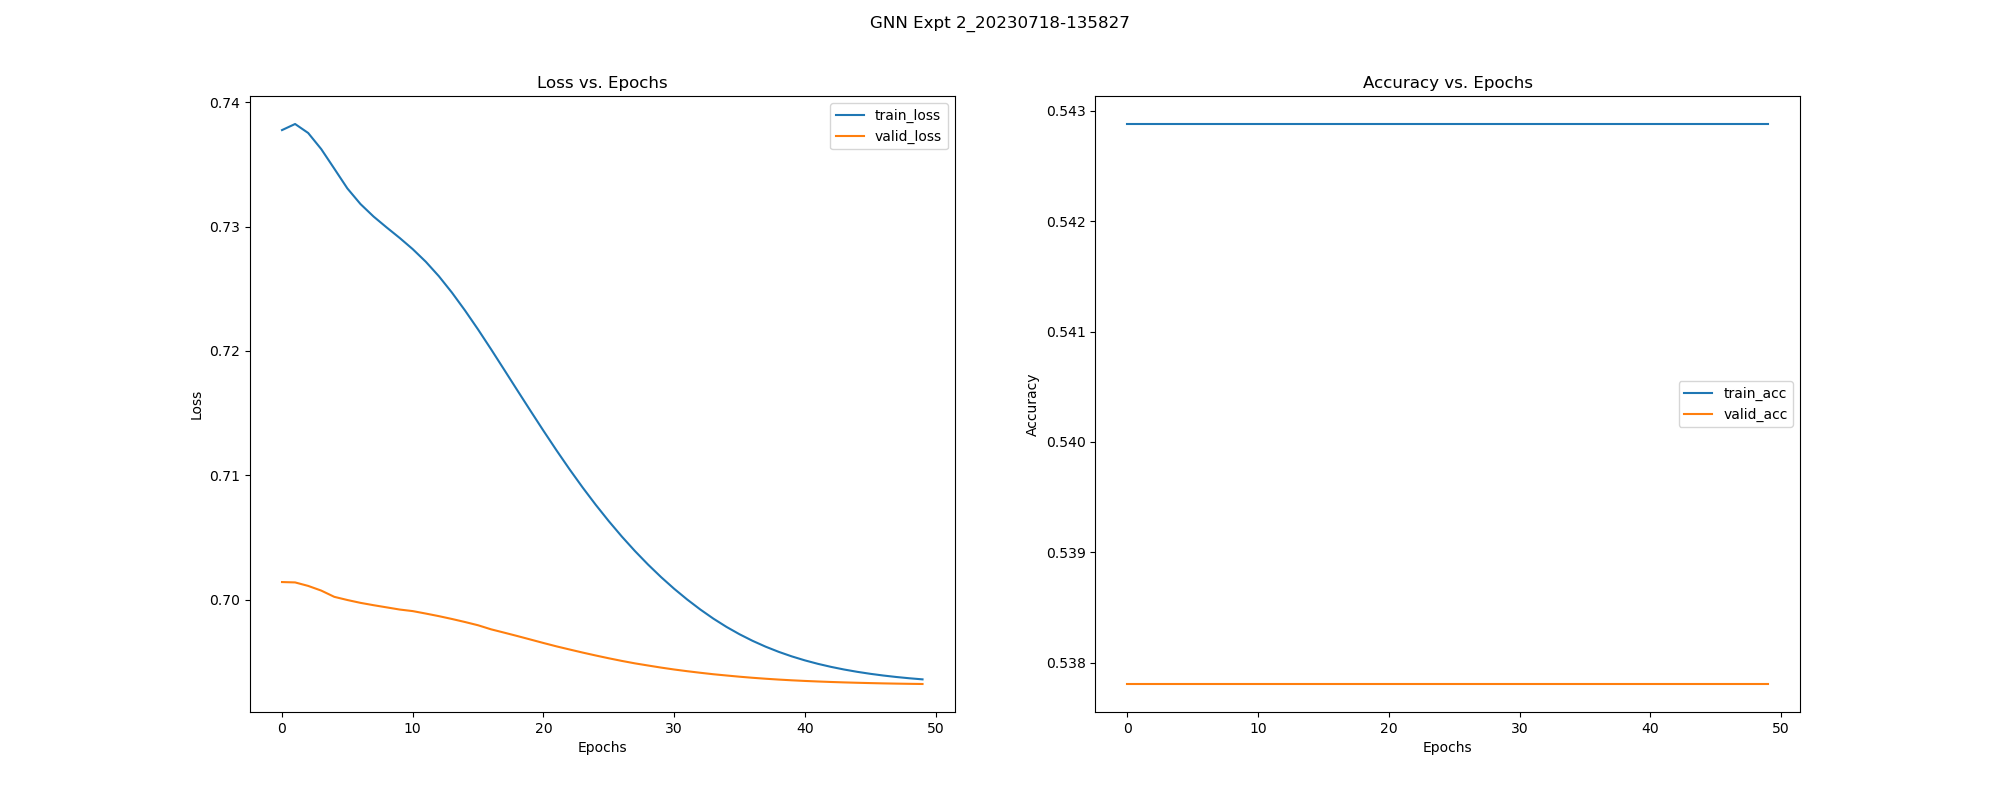 GNN Expt 2_20230718-135827
Loss vs. Epochs
0.74
0.73
0.72
0.71
0.70
Loss
train_loss
valid_loss
0
10
20
30
40
50
Epochs
Accuracy vs. Epochs
0.543
0.542
0.541
0.540
0.539
0.538
Accuracy
train_acc
valid_acc
0
10
20
30
40
50
Epochs